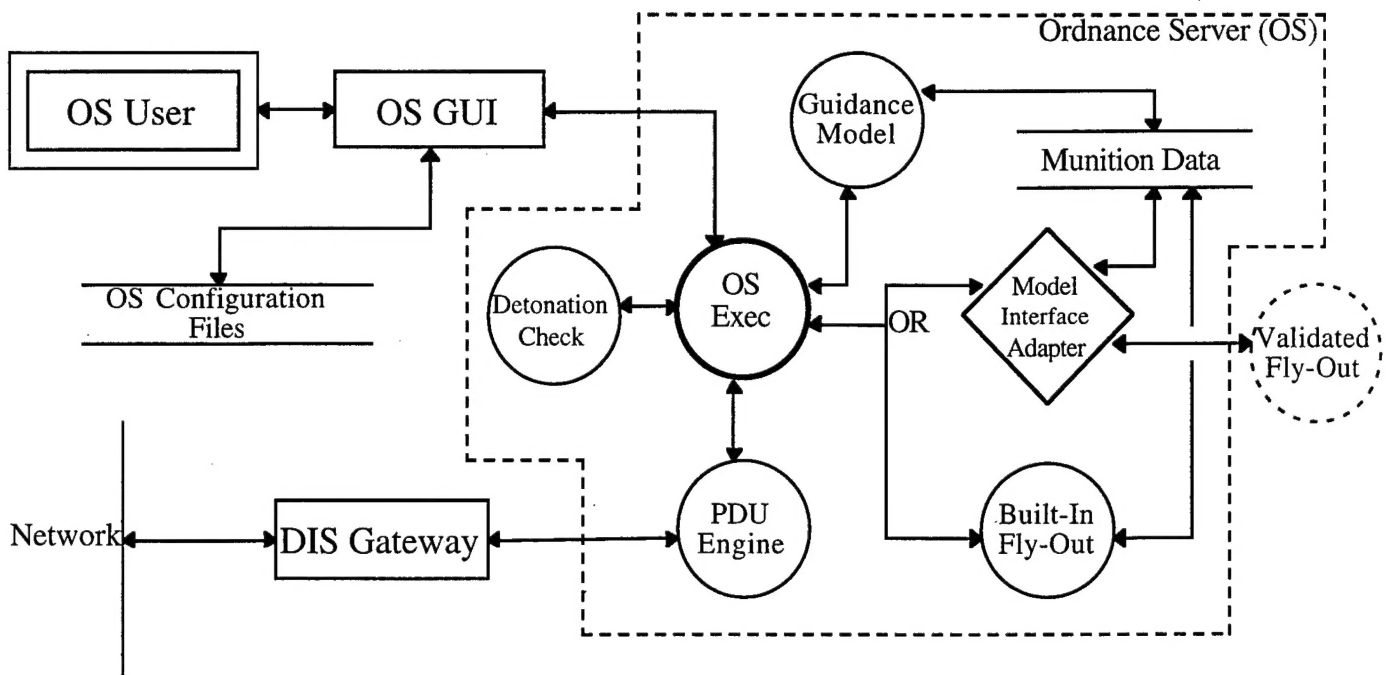 Ordnance Server (OS)
OS User
OS GUI
Guidance
Model
Munition Data
OS Configuration
Files
Detonation
Check
OS
Exec
OR
Model
Interface
Adapter
Validated
Fly-Out
Network
DIS Gateway
PDU
Engine
Built-In
Fly-Out